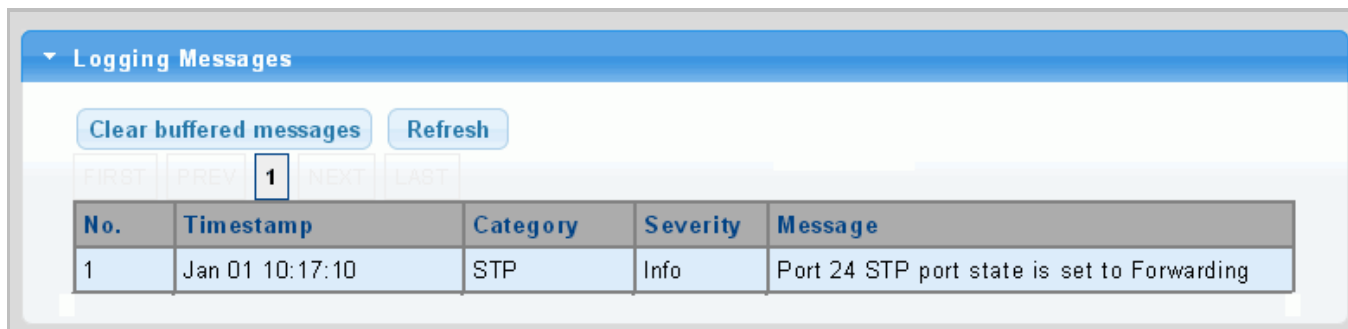 Logging Messages
Clear buffered messages Refresh
FIRST PREV 1 NEXT LAST
No. Timestamp Category Severity Message
1 Jan 01 10:17:10 STP Info Port 24 STP port state is set to Forwarding